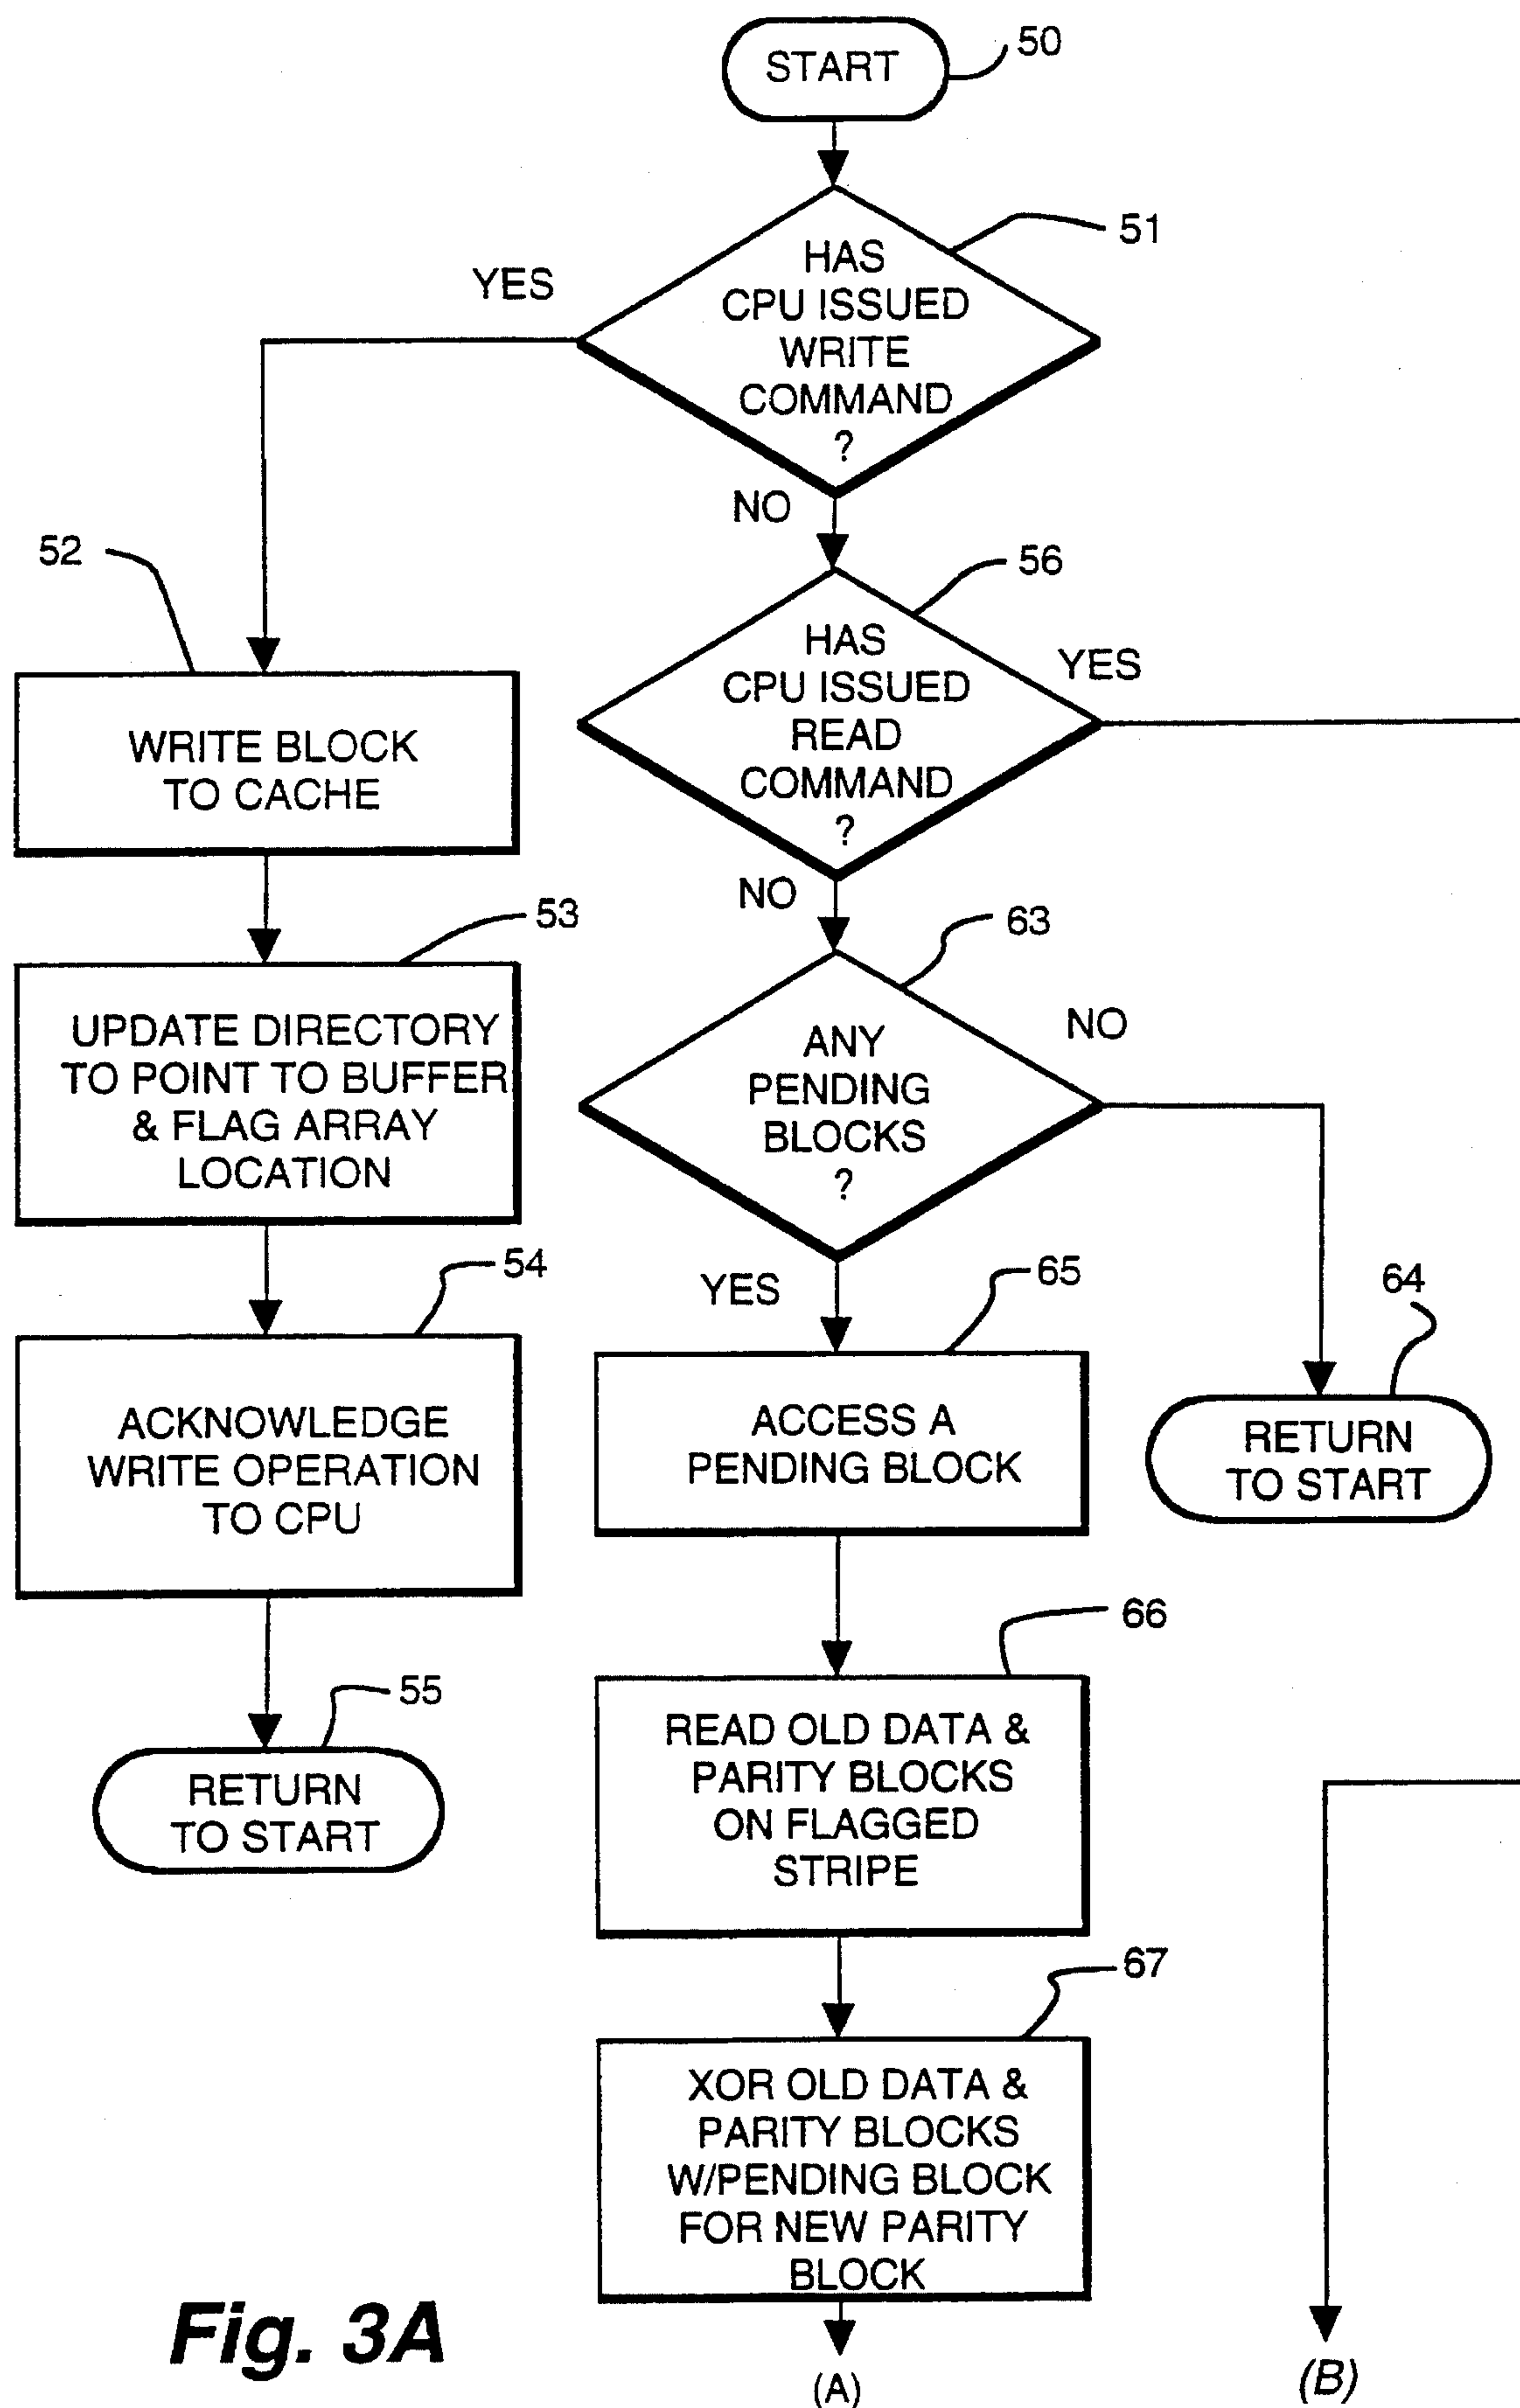 START
50
HAS
CPU ISSUED
WRITE
COMMAND
?
51
YES
NO
52
WRITE BLOCK
TO CACHE
53
UPDATE DIRECTORY
TO POINT TO BUFFER
& FLAG ARRAY
LOCATION
54
ACKNOWLEDGE
WRITE OPERATION
TO CPU
55
RETURN
TO START
56
HAS
CPU ISSUED
READ
COMMAND
?
YES
NO
63
ANY
PENDING
BLOCKS
?
NO
YES
64
RETURN
TO START
65
ACCESS A
PENDING BLOCK
66
READ OLD DATA &
PARITY BLOCKS
ON FLAGGED
STRIPE
67
XOR OLD DATA &
PARITY BLOCKS
W/PENDING BLOCK
FOR NEW PARITY
BLOCK
(A)
(B)
Fig. 3A